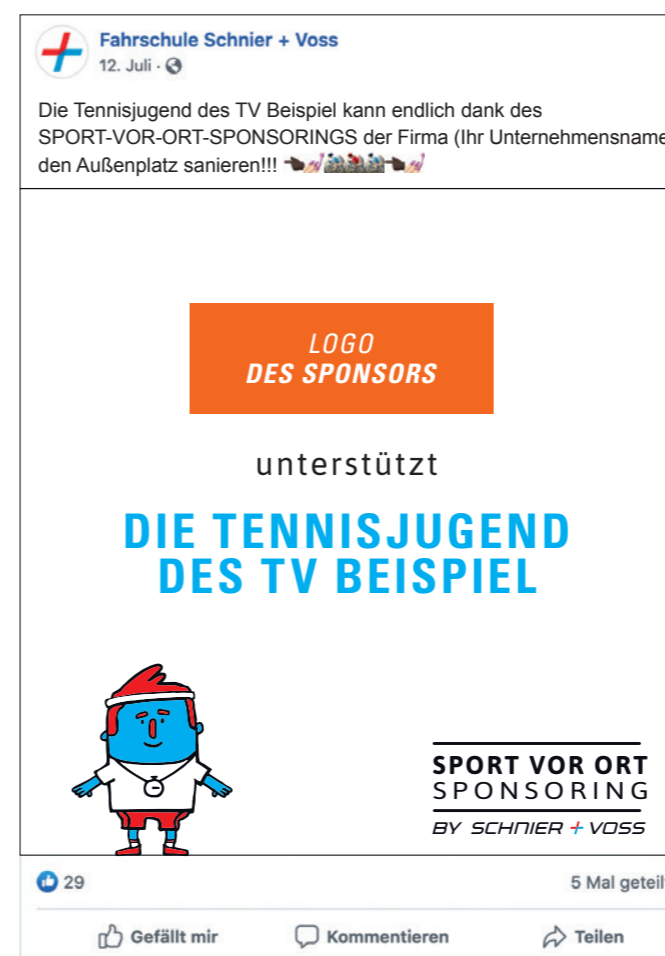 Fahrschule Schnier + Voss
12. Juli ·
Die Tennisjugend des TV Beispiel kann endlich dank des
SPORT-VOR-ORT-SPONSORINGS der Firma (Ihr Unternehmensname
den Außenplatz sanieren!!!
LOGO
DES SPONSORS
unterstützt
DIE TENNISJUGEND
DES TV BEISPIEL
SPORT VOR ORT
SPONSORING
BY SCHNIER + VOSS
29
5 Mal geteilt
Gefällt mir
Kommentieren
Teilen